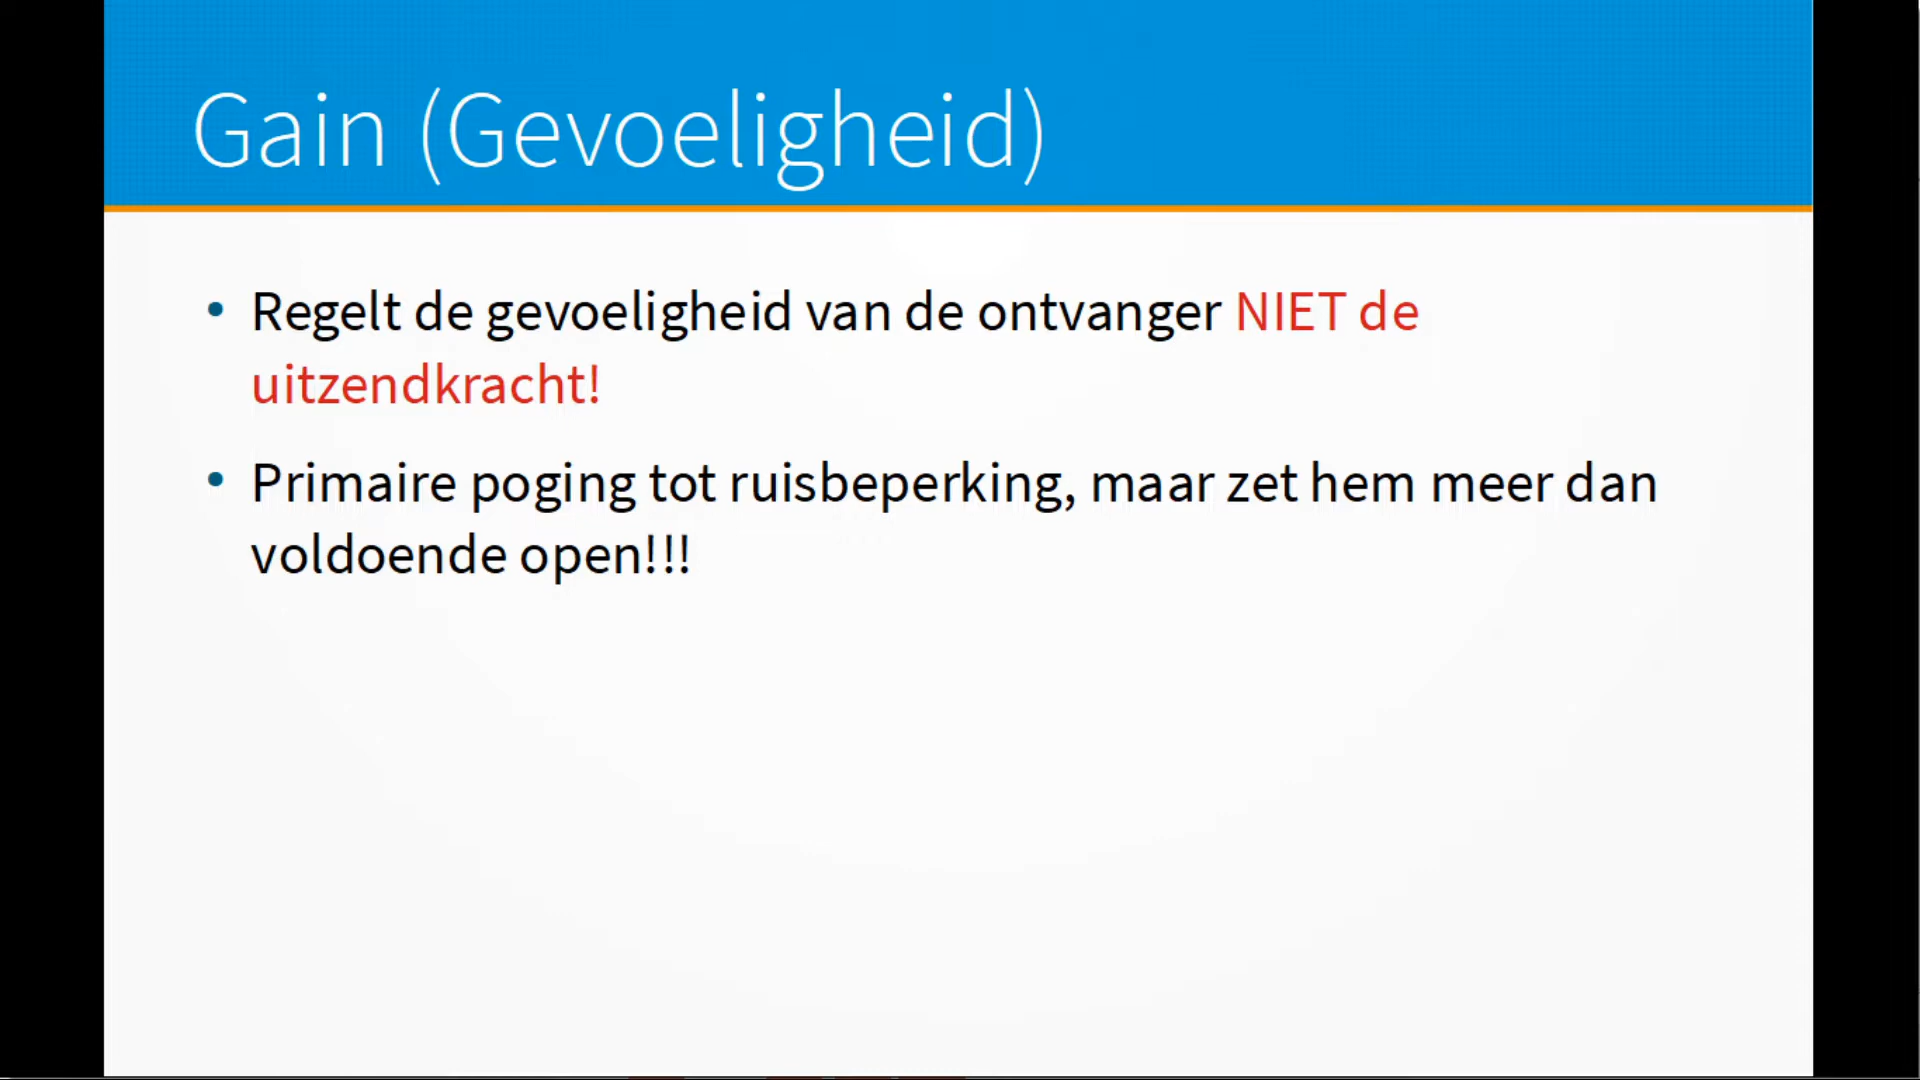 Gain (Gevoeligheid)
• Regelt de gevoeligheid van de ontvanger NIET de
uitzendkracht!
• Primaire poging tot ruisbeperking, maar zet hem meer dan
voldoende open!!!